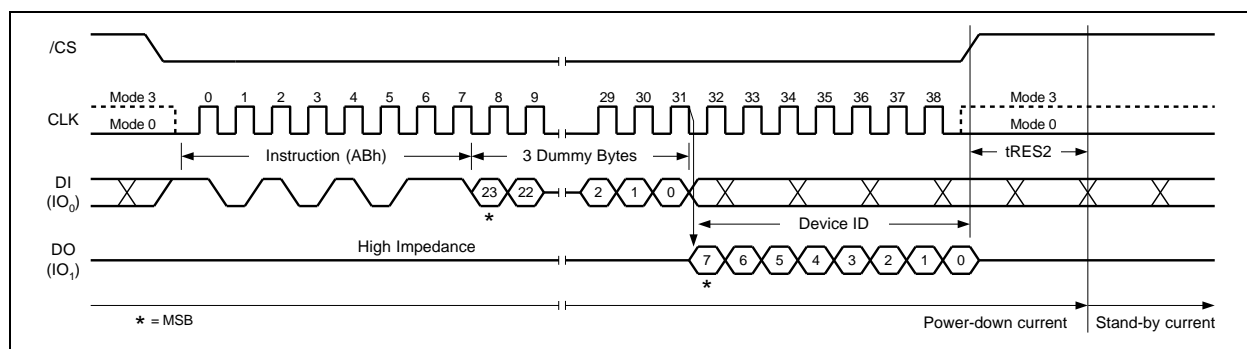 /CS
Mode 3 0 1 2 3 4 5 6 7 8 9 29 30 31 32 33 34 35 36 37 38 Mode 3
CLK Mode 0 Mode 0
Instruction (ABh) 3 Dummy Bytes tRES2
DI
(IO0)
23 22 2 1 0
*
Device ID
High Impedance
DO
(IO1)
7 6 5 4 3 2 1 0
*
* = MSB
Power-down current Stand-by current